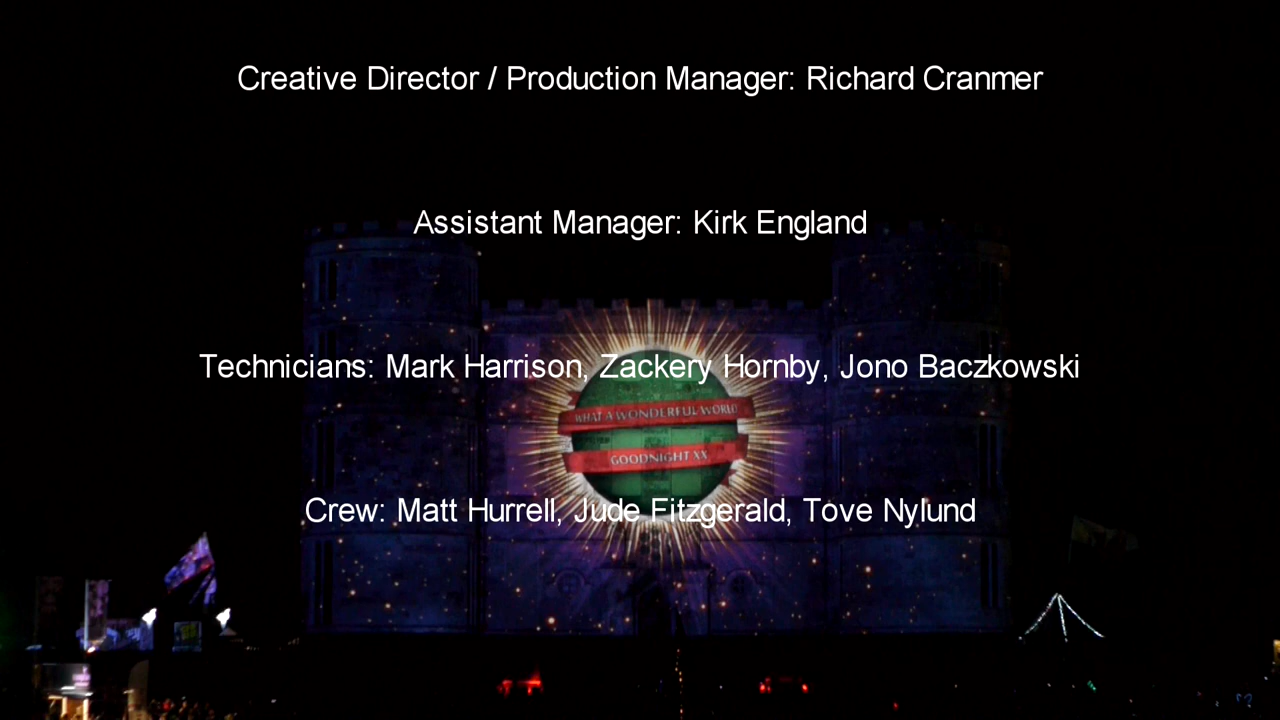 Creative Director / Production Manager: Richard Cranmer
Assistant Manager: Kirk England
Technicians: Mark Harrison, Zackery Hornby, Jono Baczkowski
WHAT A WONDERFUL WORLD
GOODNIGHT XX
Crew: Matt Hurrell, Jude Fitzgerald, Tove Nylund